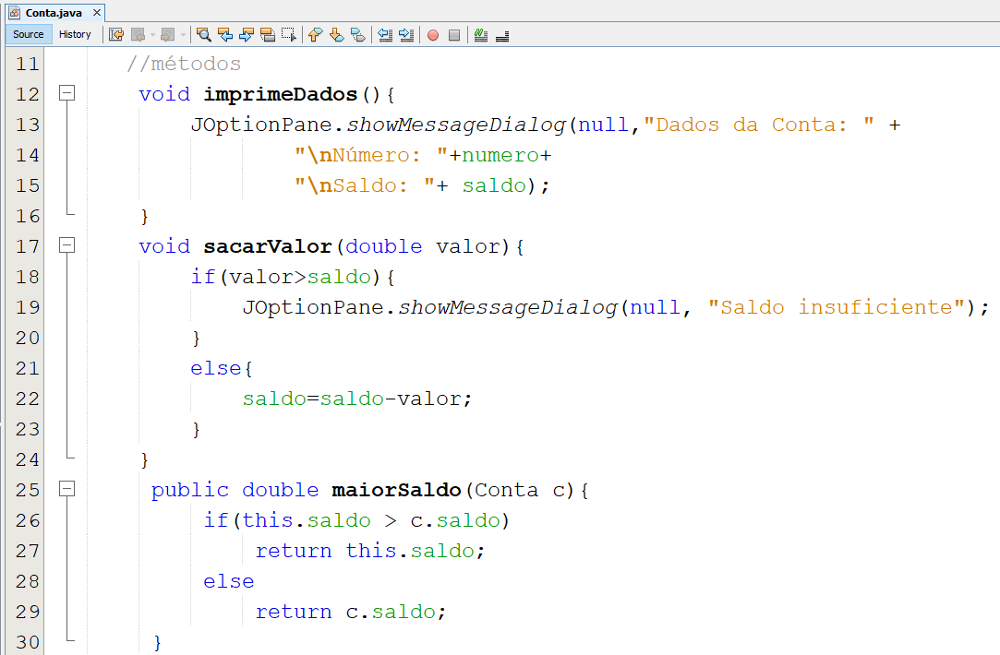 Conta.java
Source History
11 //métodos
12 void imprimeDados(){
13 JOptionPane.showMessageDialog(null,"Dados da Conta: " +
14 "\nNúmero: "+numero+
15 "\nSaldo: "+ saldo);
16 }
17 void sacarValor(double valor){
18 if(valor>saldo){
19 JOptionPane.showMessageDialog(null, "Saldo insuficiente");
20 }
21 else{
22 saldo=saldo-valor;
23 }
24 }
25 public double maiorSaldo(Conta c){
26 if(this.saldo > c.saldo)
27 return this.saldo;
28 else
29 return c.saldo;
30 }